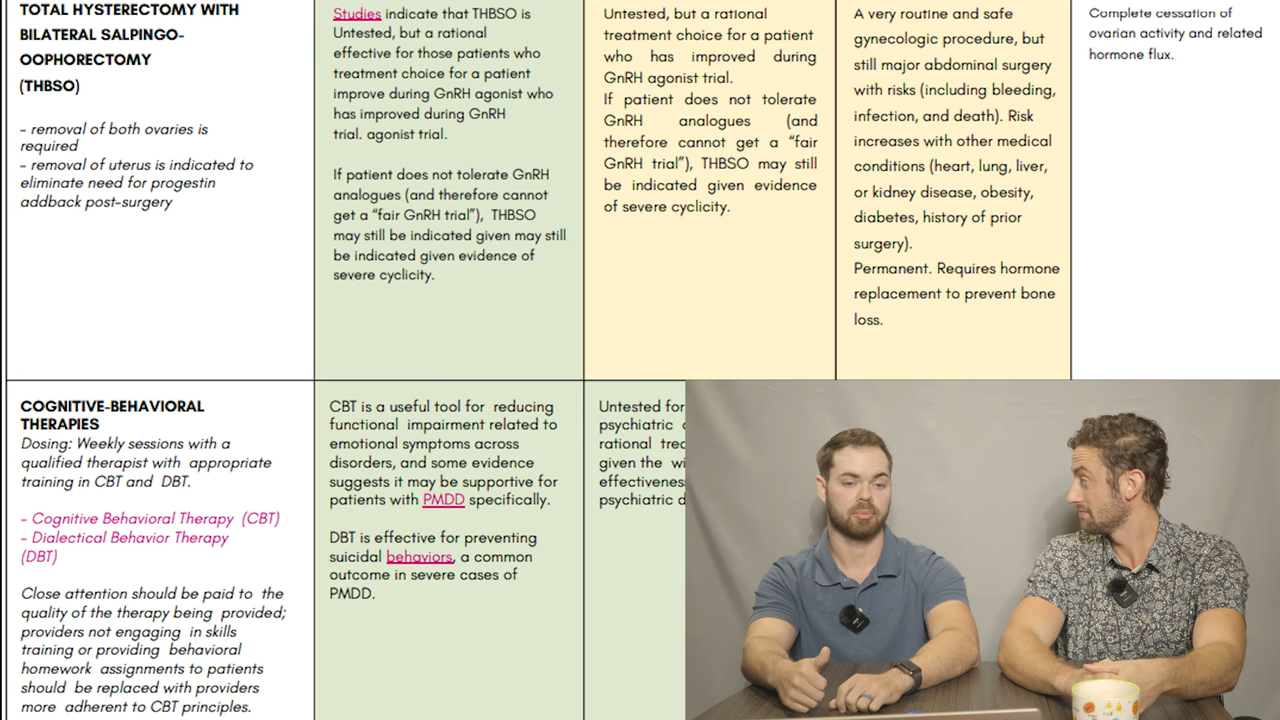 TOTAL HYSTERECTOMY WITH
BILATERAL SALPINGO-
OOPHORECTOMY
(THBSO)
- removal of both ovaries is
required
- removal of uterus is indicated to
eliminate need for progestin
addback post-surgery
Studies indicate that THBSO is
Untested, but a rational
effective for those patients who
treatment choice for a patient
improve during GnRH agonist who
has improved during GnRH
trial. agonist trial.
If patient does not tolerate GnRH
analogues (and therefore cannot
get a “fair GnRH trial”), THBSO
may still be indicated given may still
be indicated given evidence of
severe cyclicity.
Untested, but a rational
treatment choice for a patient
who has improved during
GnRH agonist trial.
If patient does not tolerate
GnRH analogues (and
therefore cannot get a “fair
GnRH trial”), THBSO may still
be indicated given evidence
of severe cyclicity.
A very routine and safe
gynecologic procedure, but
still major abdominal surgery
with risks (including bleeding,
infection, and death). Risk
increases with other medical
conditions (heart, lung, liver,
or kidney disease, obesity,
diabetes, history of prior
surgery).
Permanent. Requires hormone
replacement to prevent bone
loss.
Complete cessation of
ovarian activity and related
hormone flux.
COGNITIVE-BEHAVIORAL
THERAPIES
Dosing: Weekly sessions with a
qualified therapist with appropriate
training in CBT and DBT.
- Cognitive Behavioral Therapy (CBT)
- Dialectical Behavior Therapy
(DBT)
Close attention should be paid to the
quality of the therapy being provided;
providers not engaging in skills
training or providing behavioral
homework assignments to patients
should be replaced with providers
more adherent to CBT principles.
CBT is a useful tool for reducing
functional impairment related to
emotional symptoms across
disorders, and some evidence
suggests it may be supportive for
patients with PMDD specifically.
DBT is effective for preventing
suicidal behaviors, a common
outcome in severe cases of
PMDD.
Untested for
psychiatric
rational
given the
psychiatric